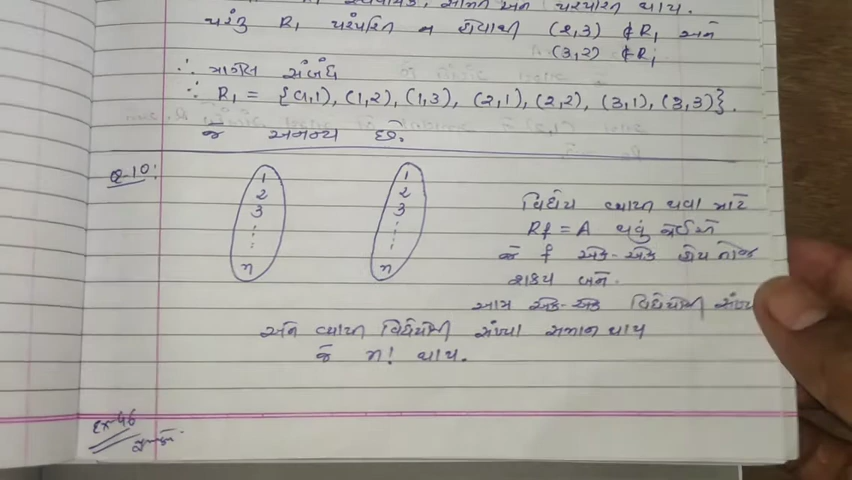 પરંતુ R₁ પરંપરિત ન થવાથી (2,3) ∉ R₁ અને
(3,2) ∉ R₁
∴ માગેલ સંબંધ
∴ R₁ = {(1,1), (1,2), (1,3), (2,1), (2,2), (3,1), (3,3)}.
જે અનન્ય છે.
Q-10:
1
2
3
⋮
n
1
2
3
⋮
n
વિધેય વ્યાપ્ત થવા માટે
Rf = A થવું જોઈએ
જે f એક-એક હોય તો જ
શક્ય બને.
આમ એક-એક વિધેયોની સંખ્યા
અને વ્યાપ્ત વિધેયોની સંખ્યા સમાન થાય
જે n! થાય.
Ex-46